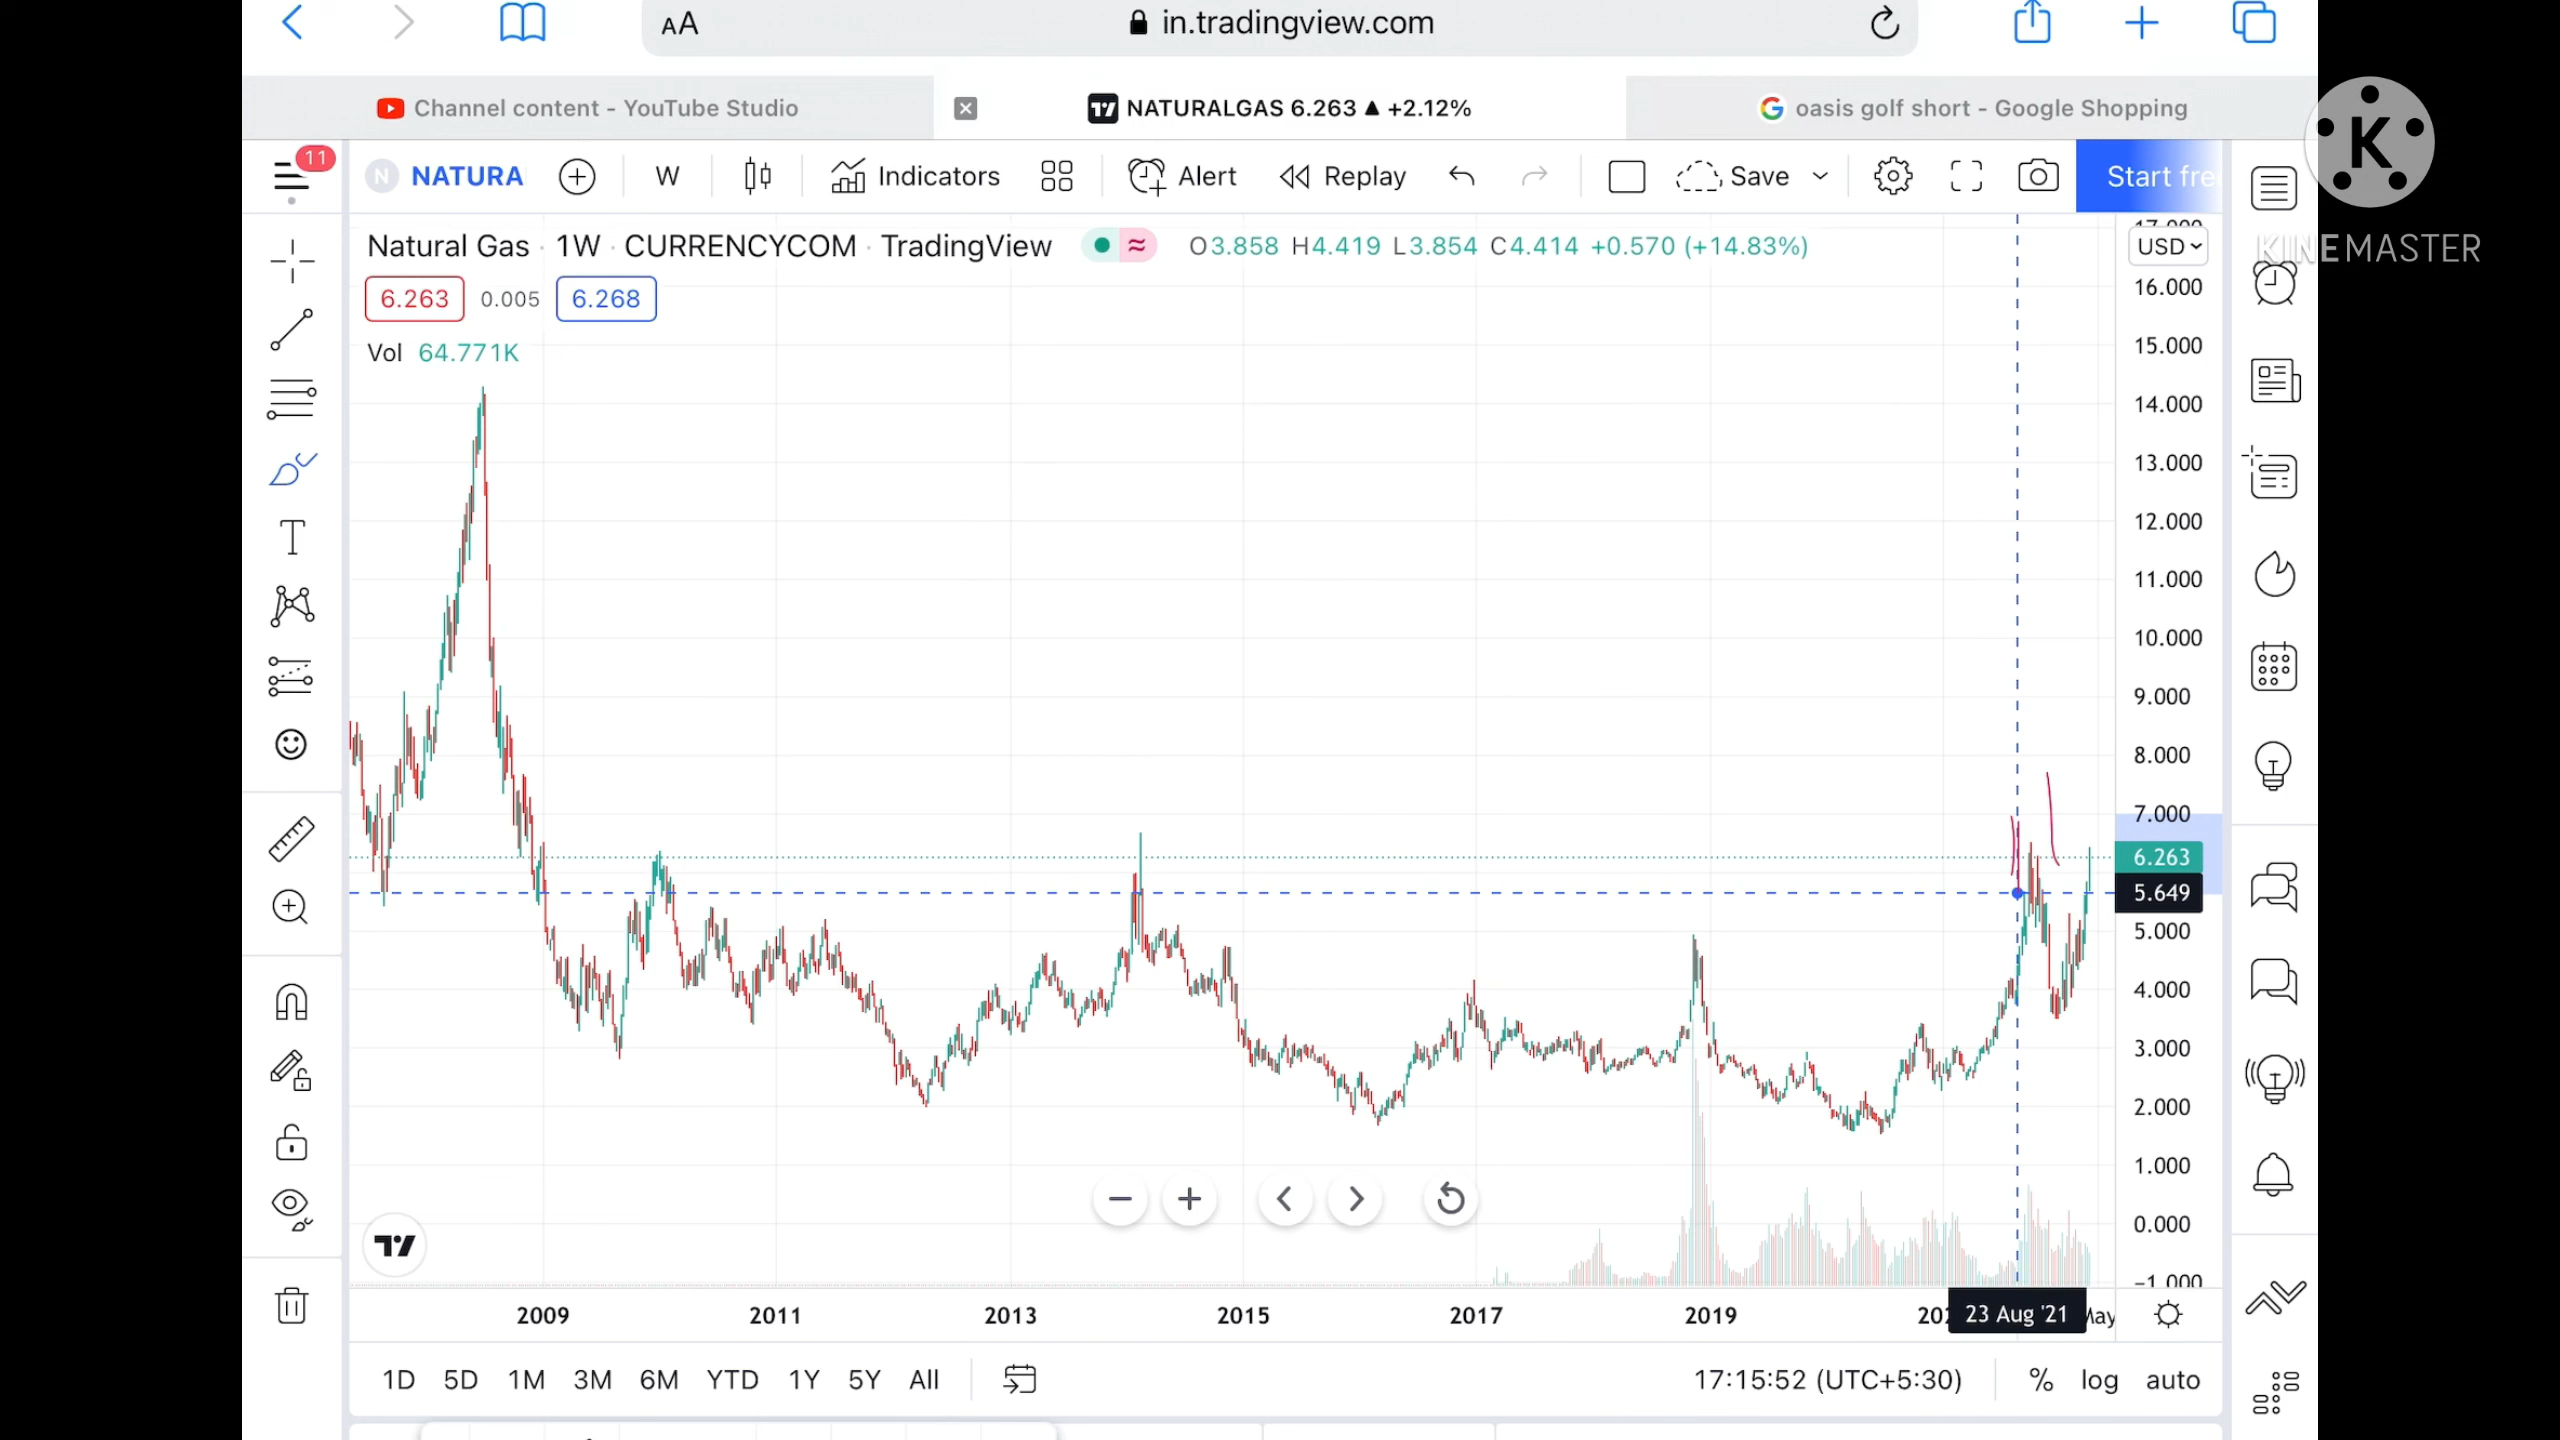 AA in.tradingview.com
Channel content - YouTube Studio
NATURALGAS 6.263 ▲ +2.12%
oasis golf short - Google Shopping
K
KINEMASTER
11
N NATURA W Indicators Alert Replay Save Start fre
Natural Gas · 1W · CURRENCYCOM · TradingView O3.858 H4.419 L3.854 C4.414 +0.570 (+14.83%)
6.263 0.005 6.268
Vol 64.771K
17.000
USD
16.000
15.000
14.000
13.000
12.000
11.000
10.000
9.000
8.000
7.000
6.263
5.649
5.000
4.000
3.000
2.000
1.000
0.000
−1.000
2009 2011 2013 2015 2017 2019 202 23 Aug '21 May
1D 5D 1M 3M 6M YTD 1Y 5Y All 17:15:52 (UTC+5:30) % log auto